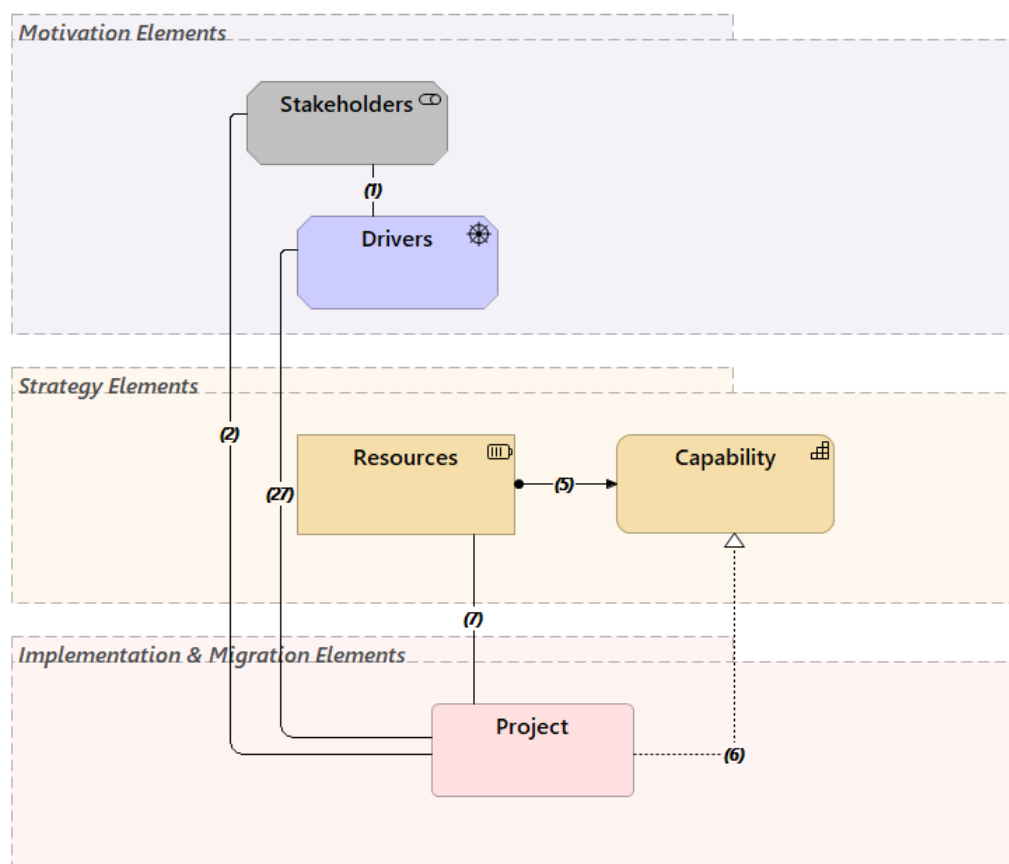 Motivation Elements
Stakeholders
(1)
Drivers
Strategy Elements
(2)
Resources
Capability
(27)
(5)
(7)
Implementation & Migration Elements
Project
(6)